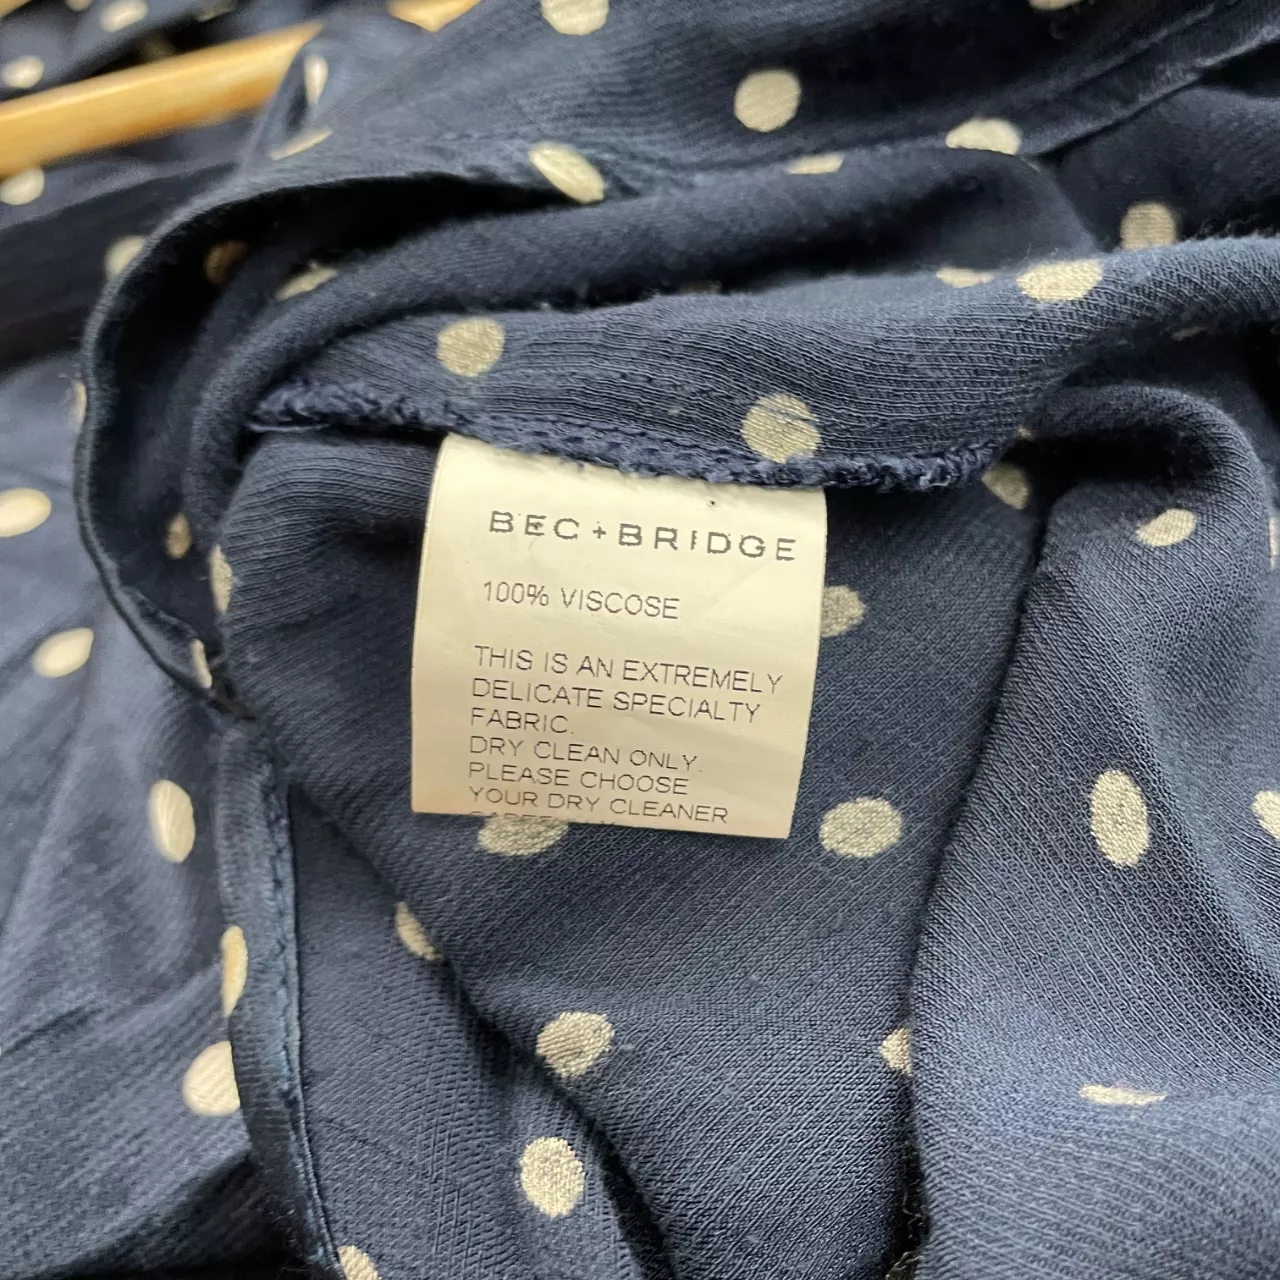 BEC+BRIDGE
100% VISCOSE
THIS IS AN EXTREMELY
DELICATE SPECIALTY
FABRIC.
DRY CLEAN ONLY.
PLEASE CHOOSE
YOUR DRY CLEANER